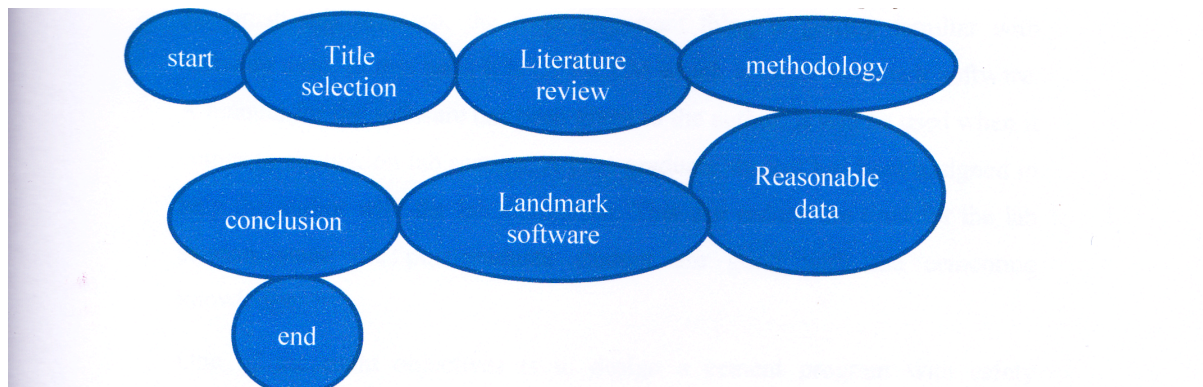 start
Title
selection
Literature
review
methodology
Reasonable
data
Landmark
software
conclusion
end